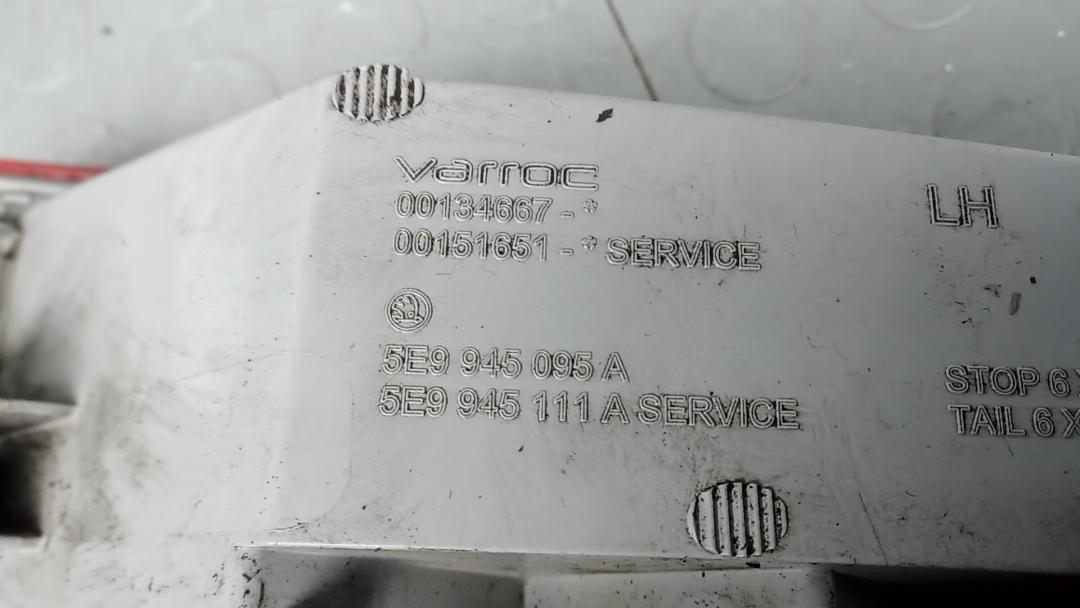 varroc
00134667 - *
00151651 - * SERVICE
LH
5E9 945 095 A
5E9 945 111 A SERVICE
STOP 6 X
TAIL 6 X